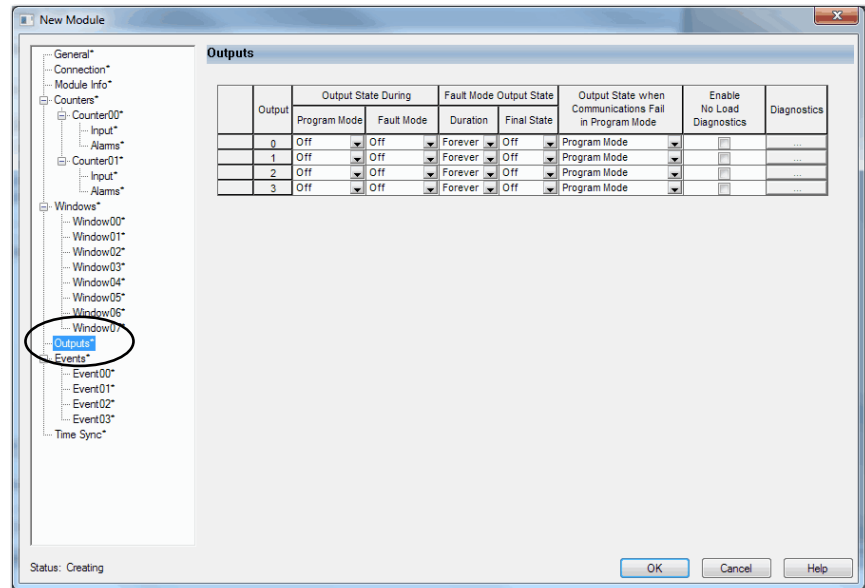 New Module
General*
Connection*
Module Info*
Counters*
Counter00*
Input*
Alarms*
Counter01*
Input*
Alarms*
Windows*
Window00*
Window01*
Window02*
Window03*
Window04*
Window05*
Window06*
Window07*
Outputs*
Events*
Event00*
Event01*
Event02*
Event03*
Time Sync*
Outputs
Output
Output State During
Program Mode
Fault Mode
Fault Mode Output State
Duration
Final State
Output State when
Communications Fail
in Program Mode
Enable
No Load
Diagnostics
Diagnostics
0 Off Off Forever Off Program Mode ...
1 Off Off Forever Off Program Mode ...
2 Off Off Forever Off Program Mode ...
3 Off Off Forever Off Program Mode ...
Status: Creating
OK
Cancel
Help